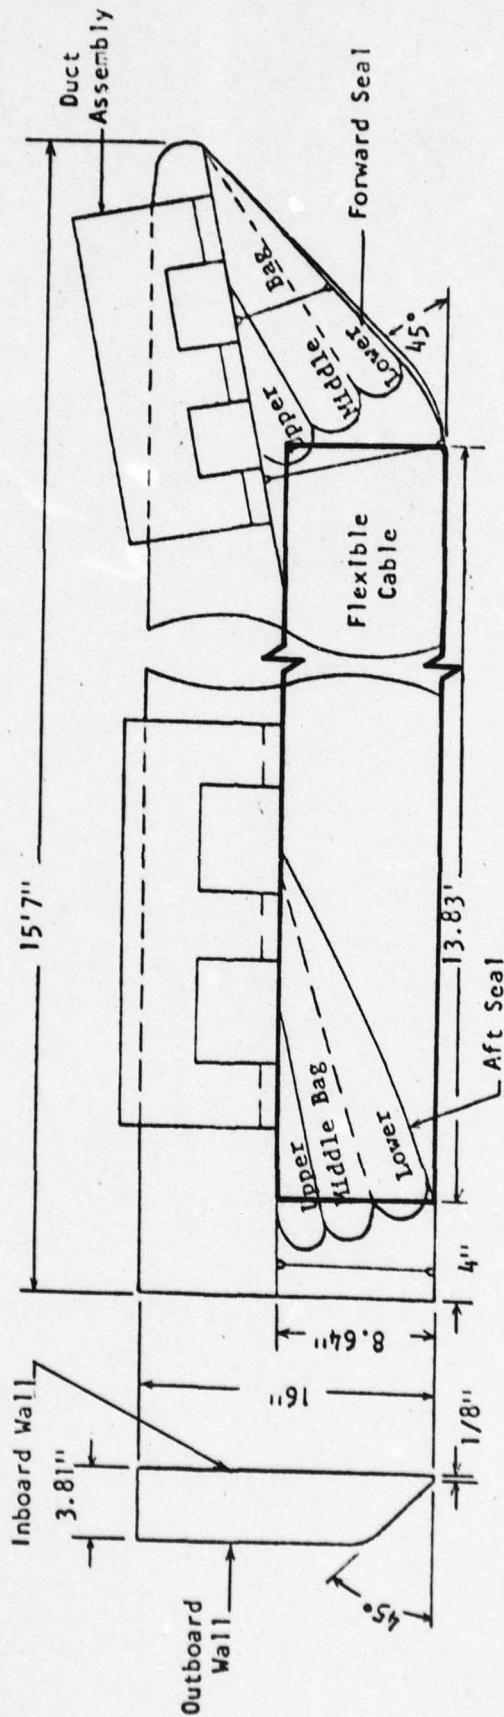 Duct
Assembly
15'7"
Inboard Wall
3.81"
Outboard
Wall
45°
1/8"
16"
8.64"
4"
Upper
Middle Bag
Lower
Aft Seal
13.83'
Flexible
Cable
Upper
Middle
Bag
Lower
45°
Forward Seal